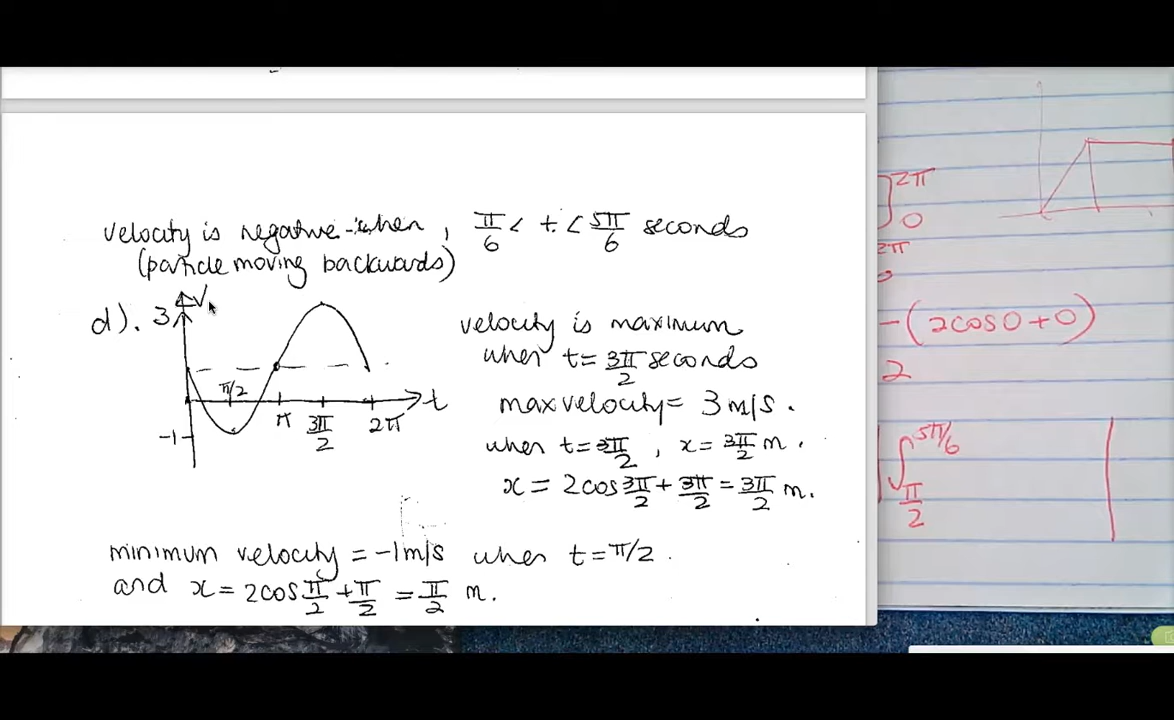 velocity is negative when, π/6 < t < 5π/6 seconds
(particle moving backwards)
d).
3
V
π/2
π
3π/2
2π
t
-1
velocity is maximum
when t = 3π/2 seconds
max velocity = 3 m/s.
when t = 3π/2, x = 3π/2 m.
x = 2cos 3π/2 + 3π/2 = 3π/2 m.
minimum velocity = -1 m/s when t = π/2.
and x = 2cos π/2 + π/2 = π/2 m.
]2π 0
-(2cos0+0)
2
∫ 5π/6 π/2